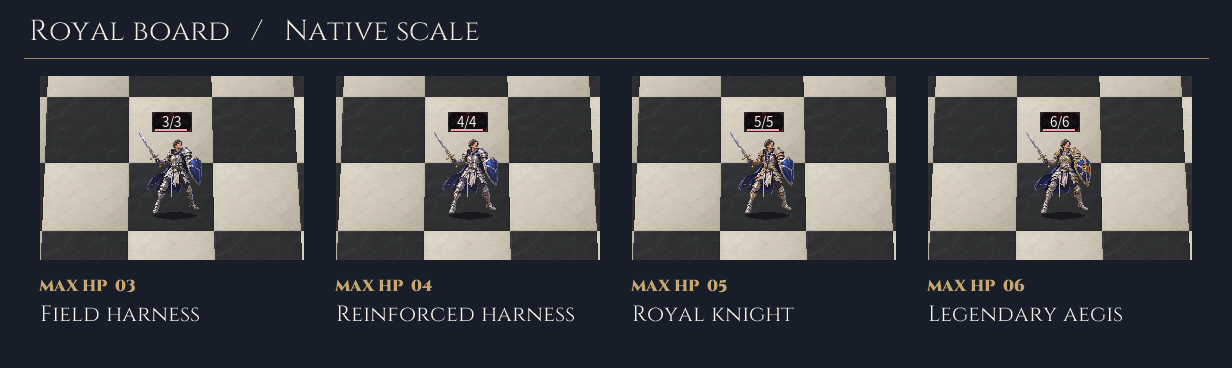 Royal board / Native scale
3/3
4/4
5/5
6/6
MAX HP 03
MAX HP 04
MAX HP 05
MAX HP 06
Field harness
Reinforced harness
Royal knight
Legendary aegis